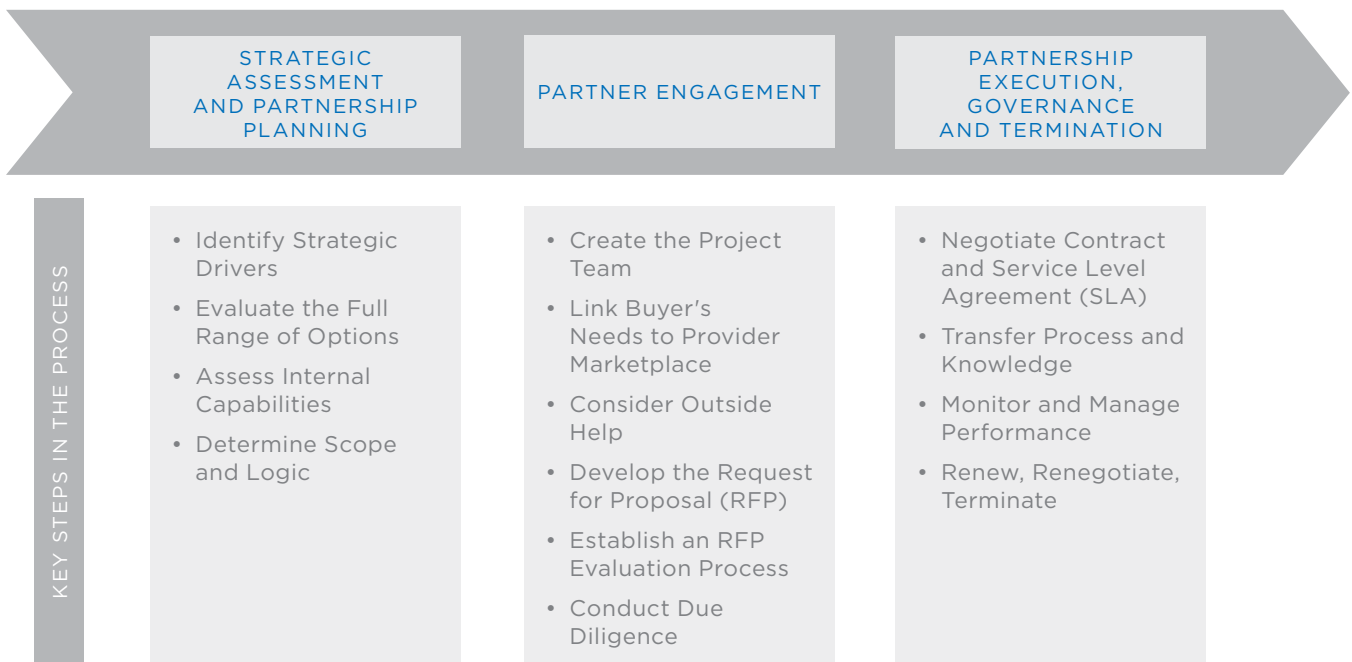 STRATEGIC
ASSESSMENT
AND PARTNERSHIP
PLANNING
PARTNER ENGAGEMENT
PARTNERSHIP
EXECUTION,
GOVERNANCE
AND TERMINATION
KEY STEPS IN THE PROCESS
• Identify Strategic
Drivers
• Evaluate the Full
Range of Options
• Assess Internal
Capabilities
• Determine Scope
and Logic
• Create the Project
Team
• Link Buyer's
Needs to Provider
Marketplace
• Consider Outside
Help
• Develop the Request
for Proposal (RFP)
• Establish an RFP
Evaluation Process
• Conduct Due
Diligence
• Negotiate Contract
and Service Level
Agreement (SLA)
• Transfer Process and
Knowledge
• Monitor and Manage
Performance
• Renew, Renegotiate,
Terminate